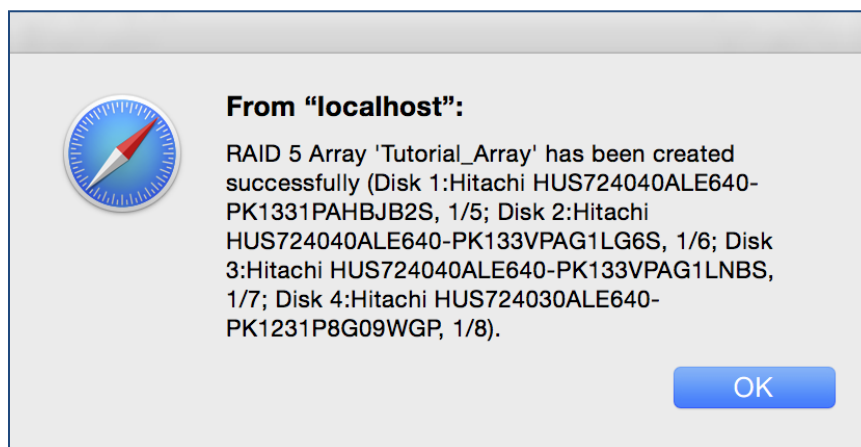 From “localhost”:
RAID 5 Array 'Tutorial_Array' has been created
successfully (Disk 1:Hitachi HUS724040ALE640-
PK1331PAHBJB2S, 1/5; Disk 2:Hitachi
HUS724040ALE640-PK133VPAG1LG6S, 1/6; Disk
3:Hitachi HUS724040ALE640-PK133VPAG1LNBS,
1/7; Disk 4:Hitachi HUS724030ALE640-
PK1231P8G09WGP, 1/8).
OK